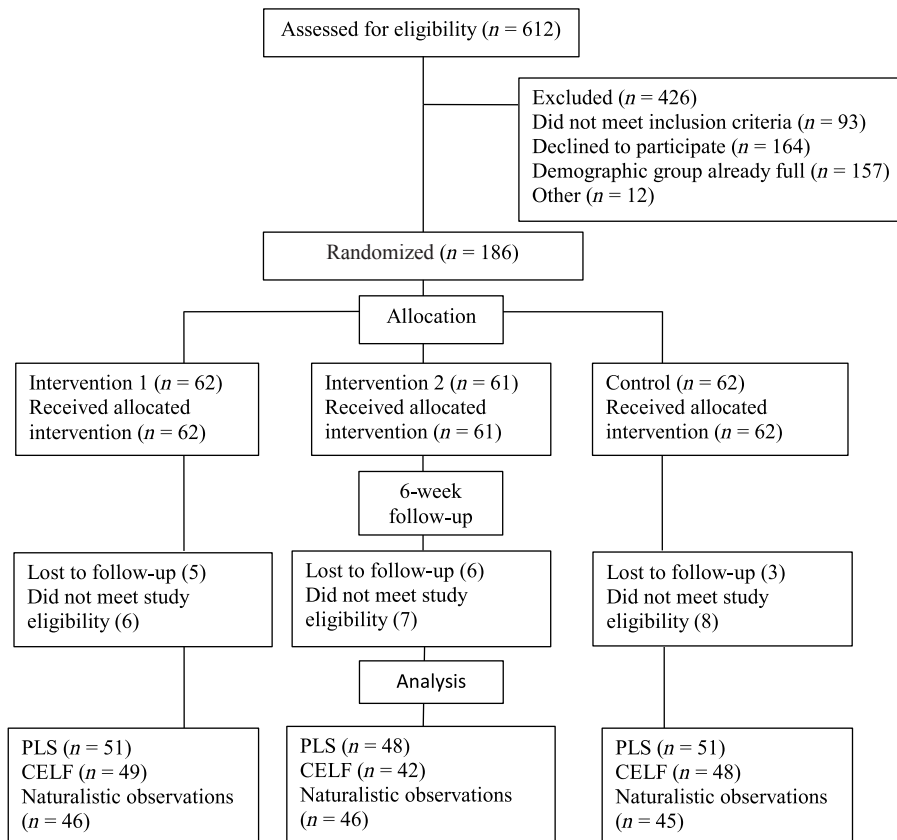 Assessed for eligibility (n = 612)
Excluded (n = 426)
Did not meet inclusion criteria (n = 93)
Declined to participate (n = 164)
Demographic group already full (n = 157)
Other (n = 12)
Randomized (n = 186)
Allocation
Intervention 1 (n = 62)
Received allocated
intervention (n = 62)
Intervention 2 (n = 61)
Received allocated
intervention (n = 61)
Control (n = 62)
Received allocated
intervention (n = 62)
6-week
follow-up
Lost to follow-up (5)
Did not meet study
eligibility (6)
Lost to follow-up (6)
Did not meet study
eligibility (7)
Lost to follow-up (3)
Did not meet study
eligibility (8)
Analysis
PLS (n = 51)
CELF (n = 49)
Naturalistic observations
(n = 46)
PLS (n = 48)
CELF (n = 42)
Naturalistic observations
(n = 46)
PLS (n = 51)
CELF (n = 48)
Naturalistic observations
(n = 45)